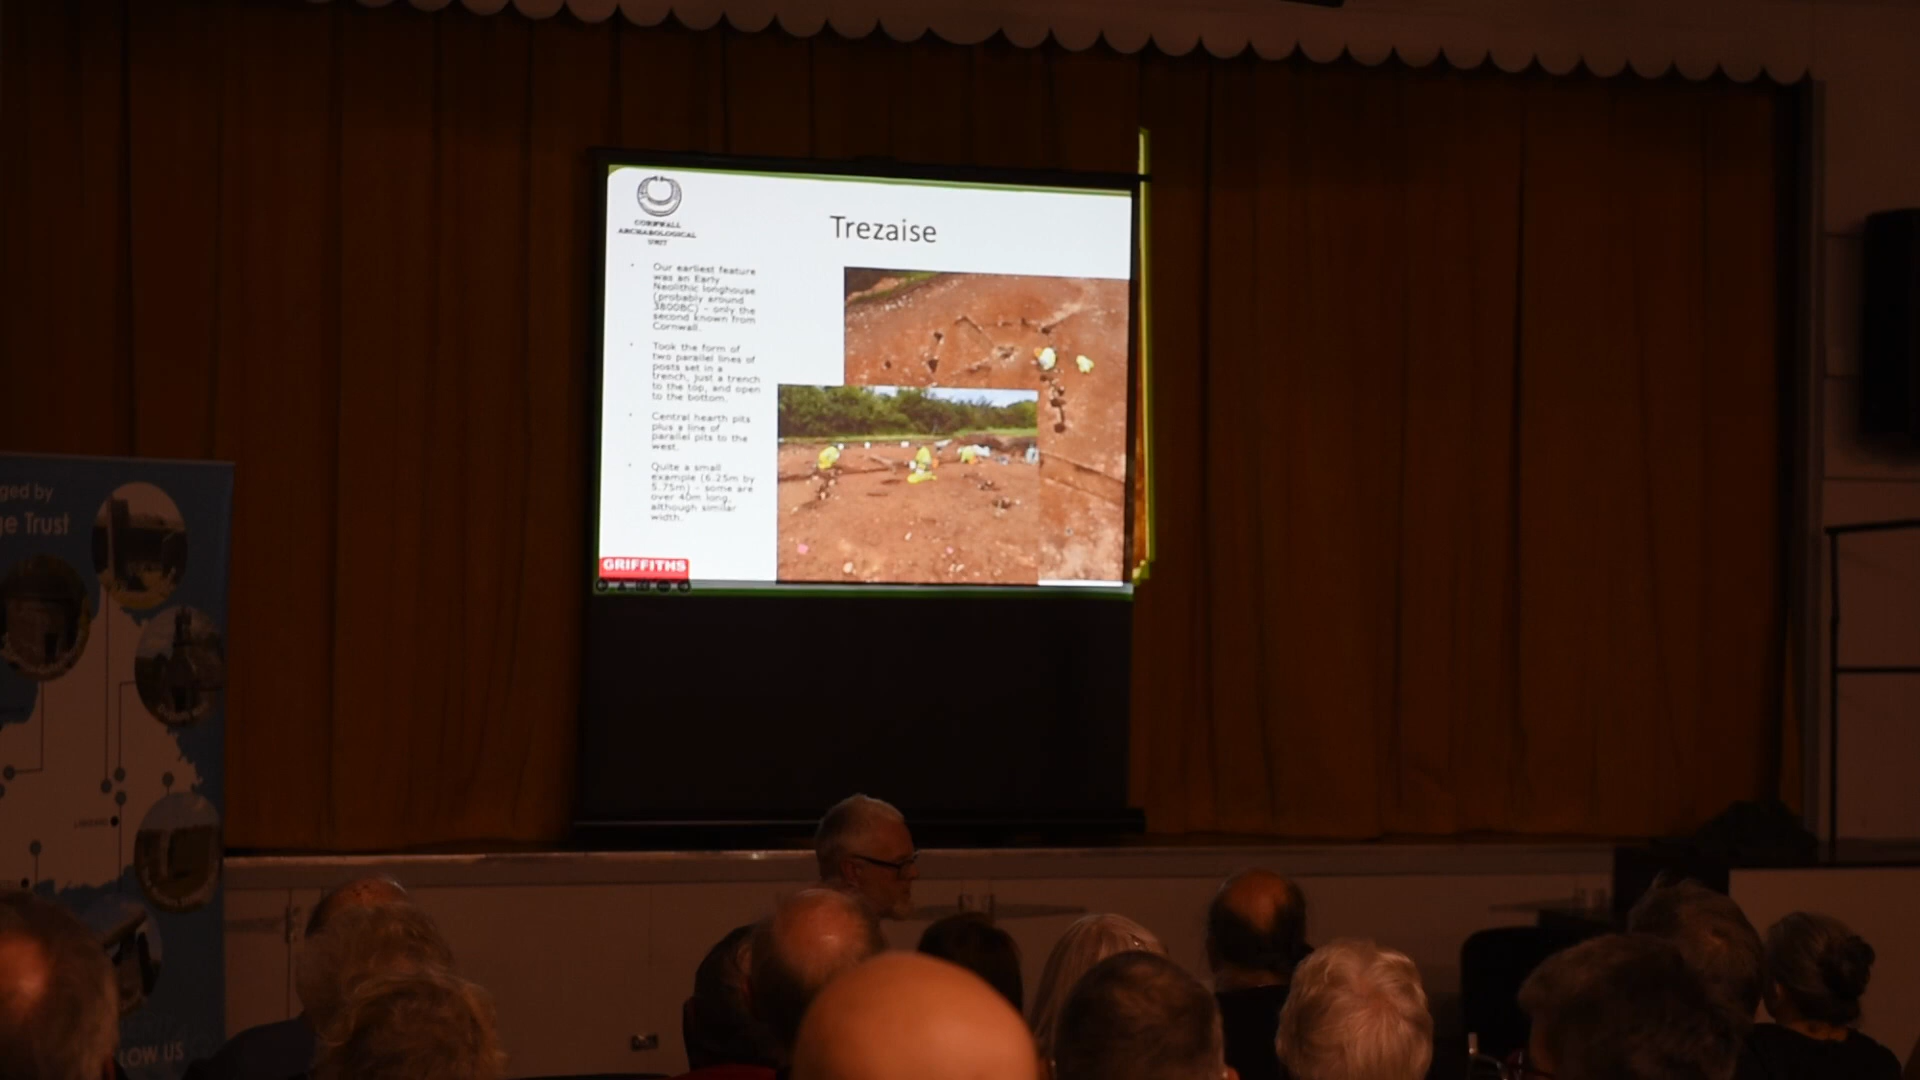 CORNWALL
ARCHAEOLOGICAL
UNIT
Trezaise
• Our earliest feature
was an Early
Neolithic longhouse
(probably around
3800BC) – only the
second known from
Cornwall.
• Took the form of
two parallel lines of
posts set in a
trench, just a trench
to the top, and open
to the bottom.
• Central hearth pits
plus a line of
parallel pits to the
west.
• Quite a small
example (6.25m by
5.75m) – some are
over 40m long,
although similar
width.
GRIFFITHS
ged by
ge Trust
LOW US